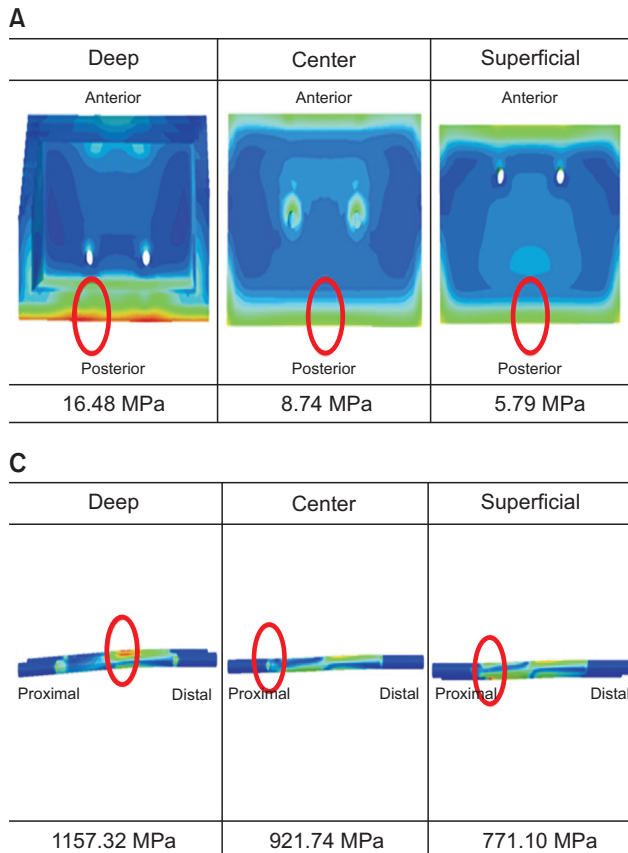 A
Deep Center Superficial
Anterior Anterior Anterior
Posterior Posterior Posterior
16.48 MPa 8.74 MPa 5.79 MPa
C
Deep Center Superficial
Proximal Distal Proximal Distal Proximal Distal
1157.32 MPa 921.74 MPa 771.10 MPa